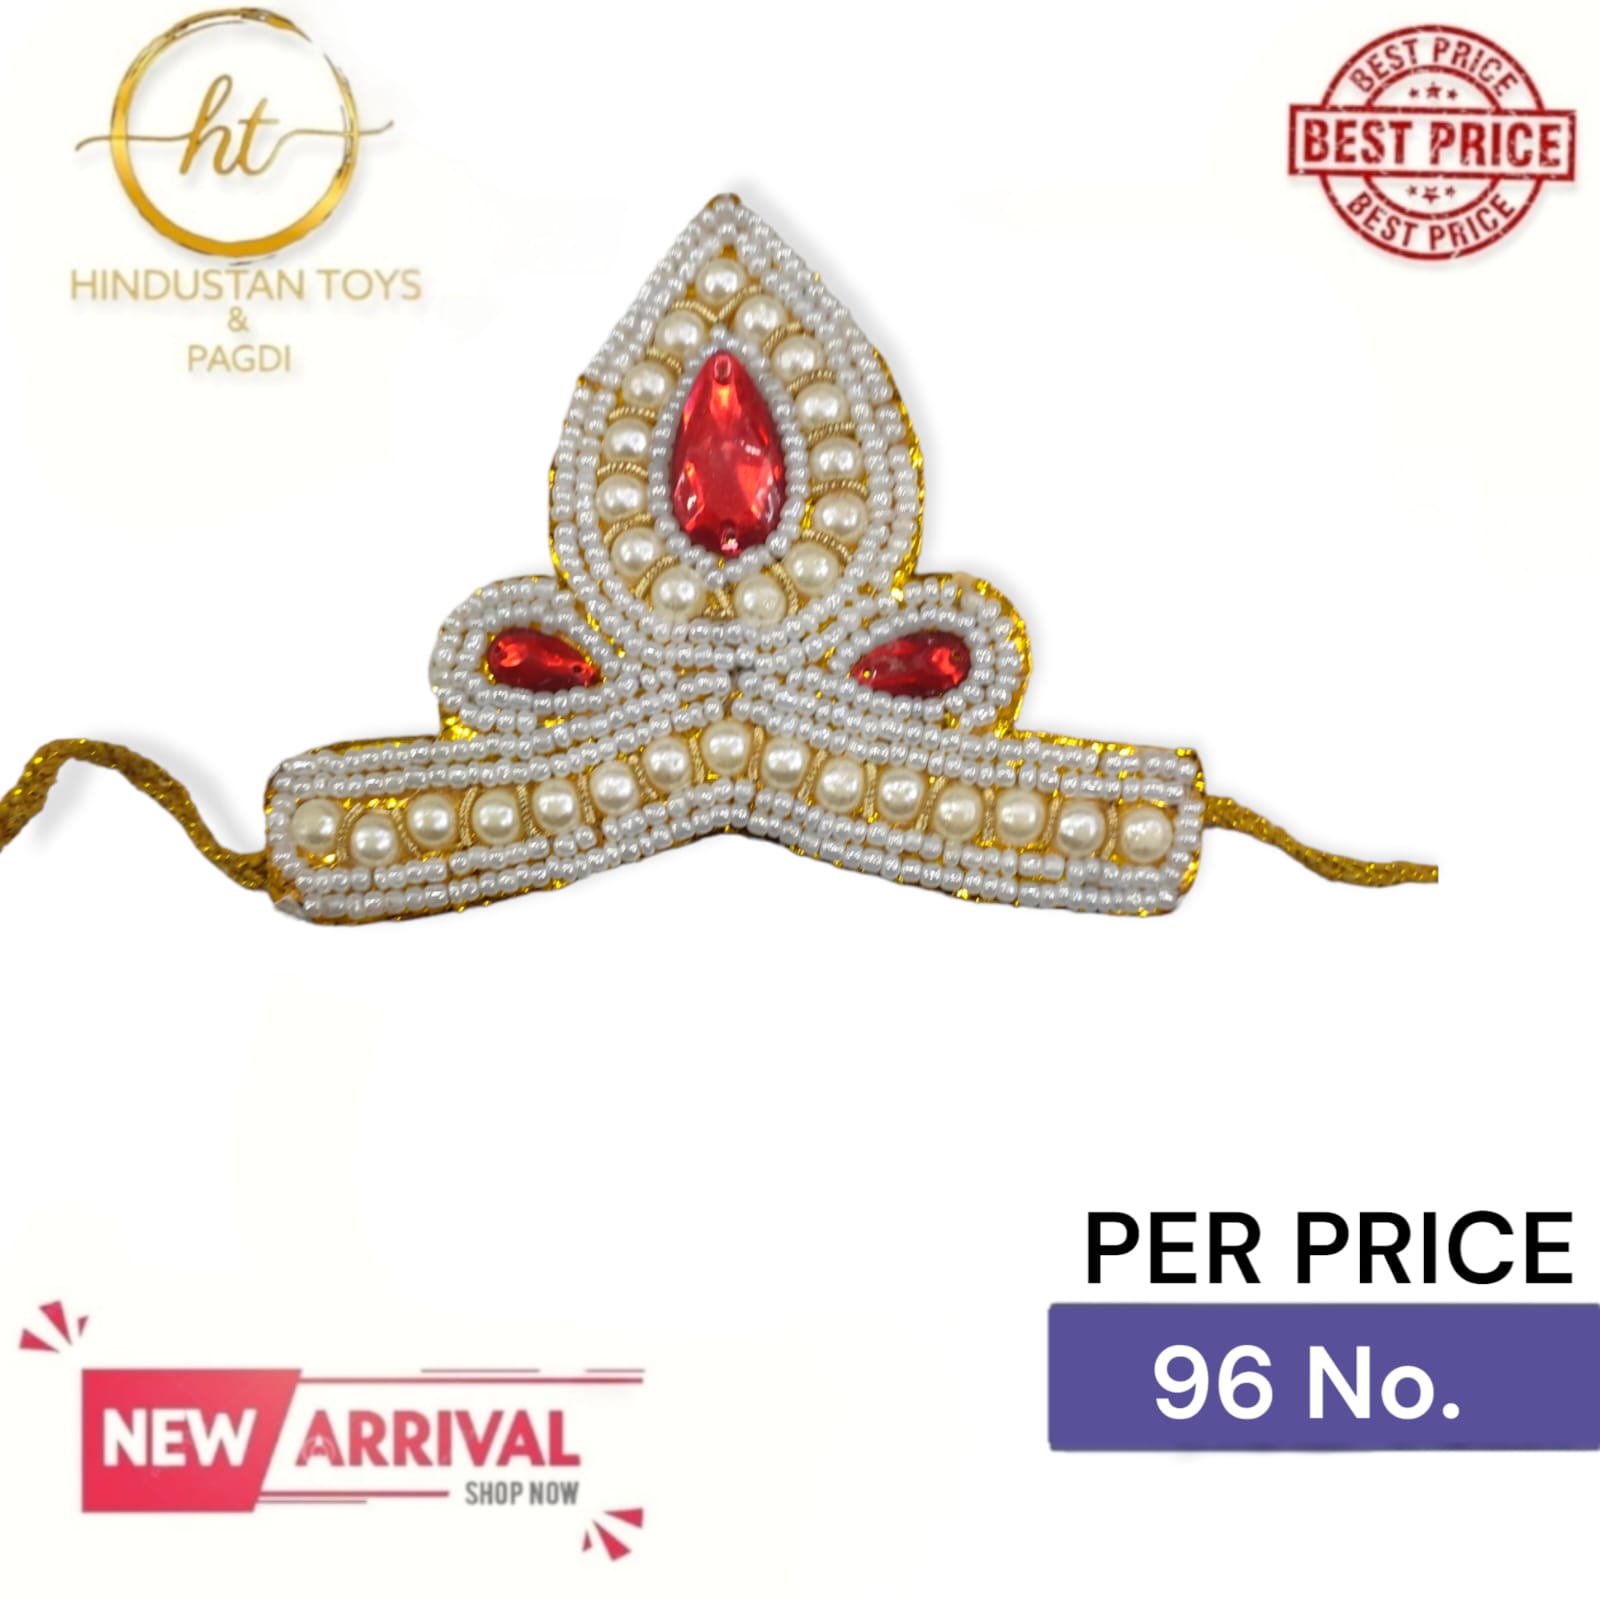 ht
HINDUSTAN TOYS
&
PAGDI
BEST PRICE
BEST PRICE
BEST PRICE
PER PRICE
96 No.
NEW ARRIVAL
SHOP NOW